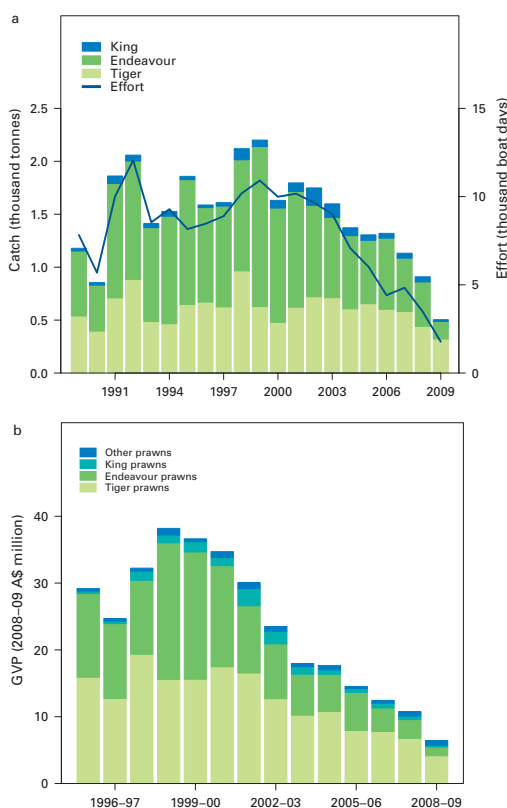 a
King
Endeavour
Tiger
Effort
Catch (thousand tonnes)
2.5
2.0
1.5
1.0
0.5
0.0
15
10
5
0
Effort (thousand boat days)
1991 1994 1997 2000 2003 2006 2009
b
Other prawns
King prawns
Endeavour prawns
Tiger prawns
GVP (2008–09 A$ million)
40
30
20
10
0
1996–97 1999–00 2002–03 2005–06 2008–09